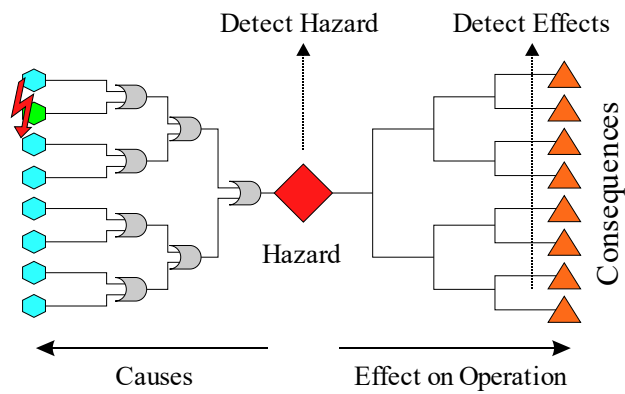 Detect Hazard
Detect Effects
Consequences
Hazard
Causes
Effect on Operation